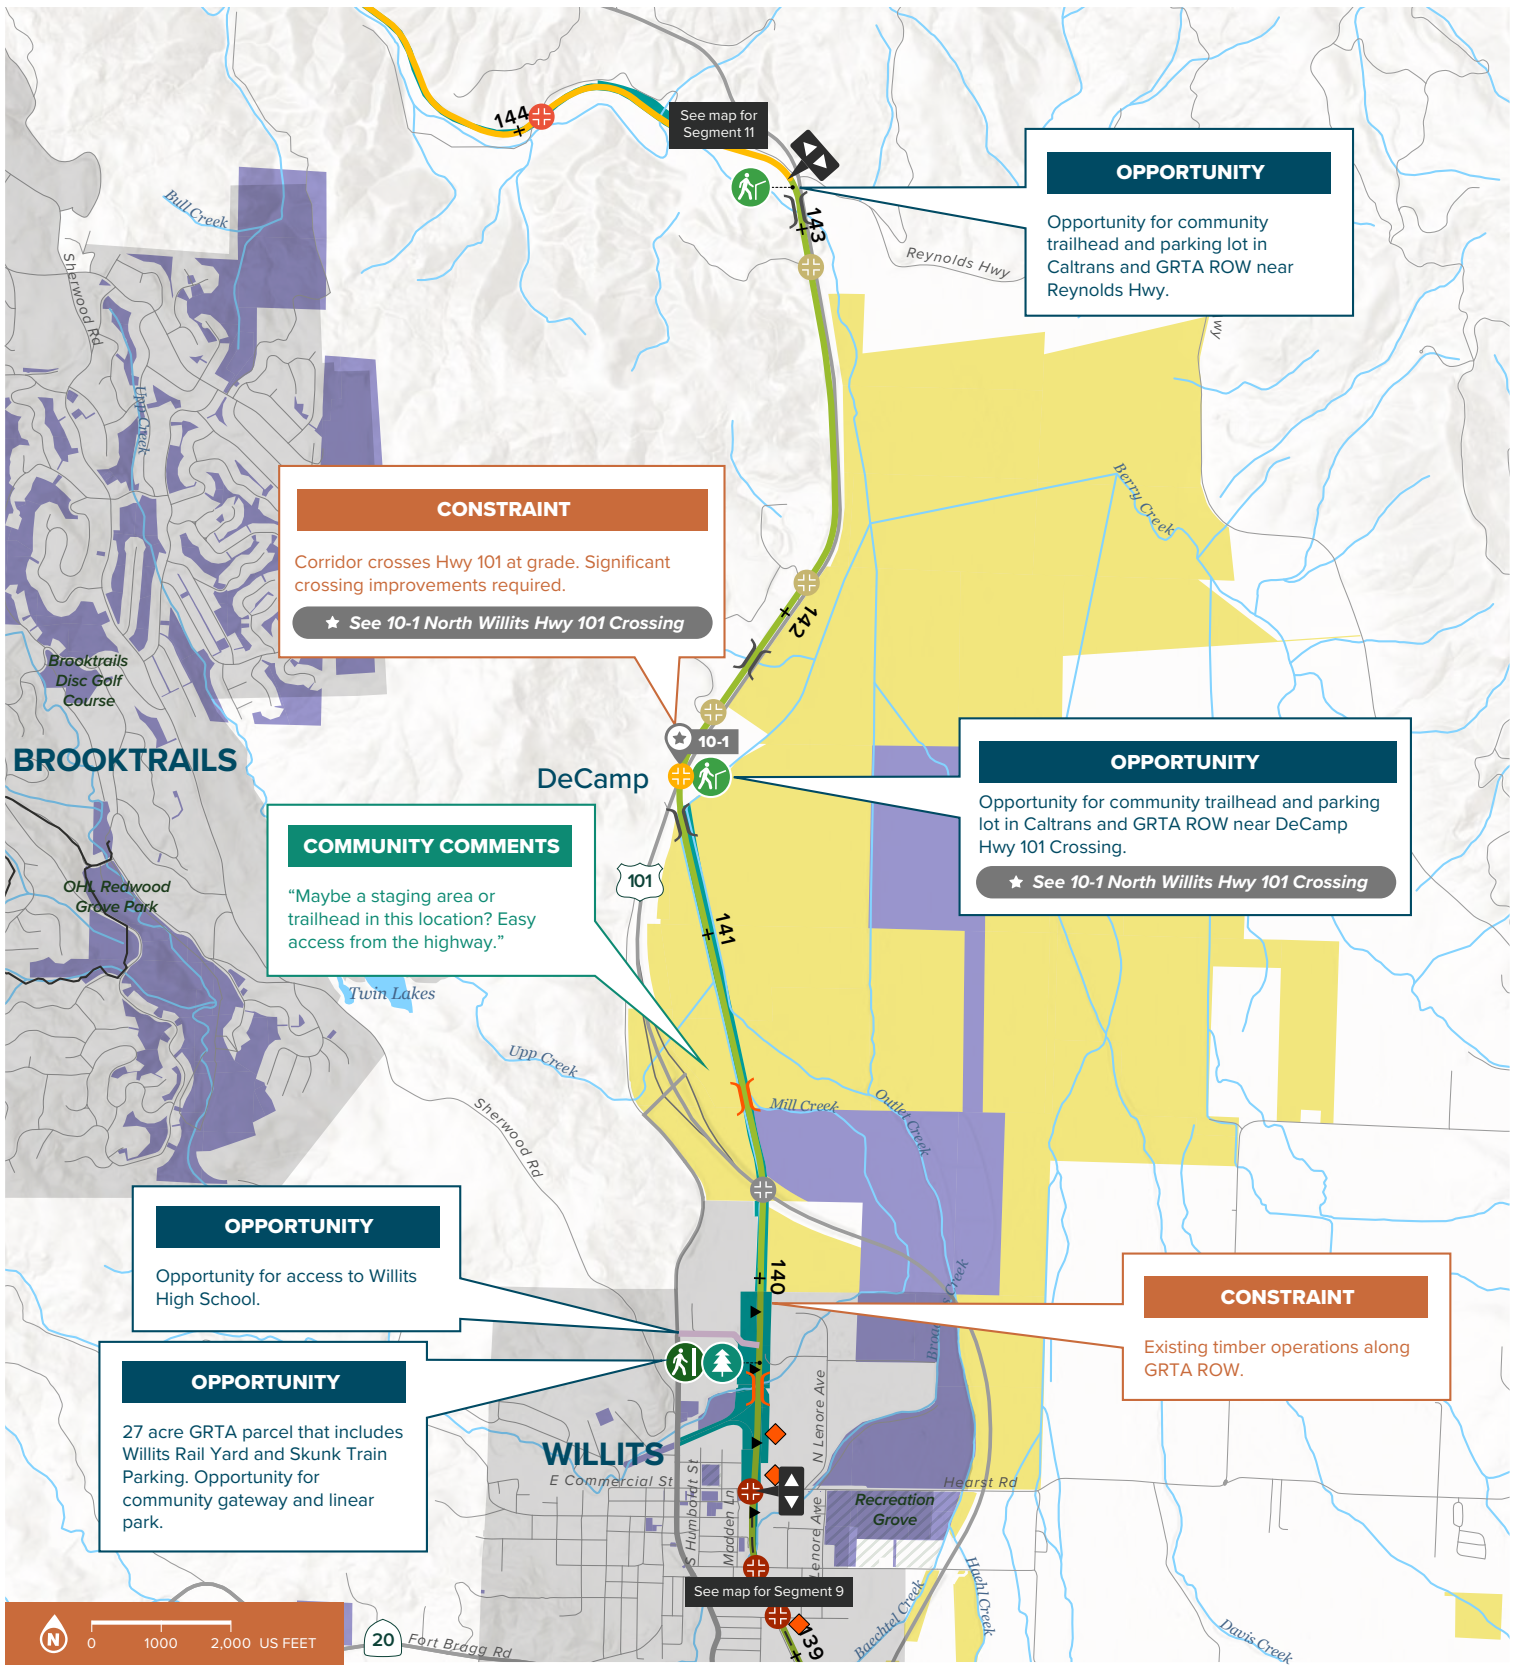 144
See map for
Segment 11
143
OPPORTUNITY
Opportunity for community
trailhead and parking lot in
Caltrans and GRTA ROW near
Reynolds Hwy.
Reynolds Hwy
wy
Bull Creek
Sherwood Rd
Upp Creek
Berry Creek
CONSTRAINT
Corridor crosses Hwy 101 at grade. Significant
crossing improvements required.
See 10-1 North Willits Hwy 101 Crossing
142
Brooktrails
Disc Golf
Course
BROOKTRAILS
10-1
DeCamp
OPPORTUNITY
Opportunity for community trailhead and parking
lot in Caltrans and GRTA ROW near DeCamp
Hwy 101 Crossing.
See 10-1 North Willits Hwy 101 Crossing
COMMUNITY COMMENTS
“Maybe a staging area or
trailhead in this location? Easy
access from the highway.”
101
141
OHL Redwood
Grove Park
Twin Lakes
Upp Creek
Sherwood Rd
Mill Creek
Outlet Creek
OPPORTUNITY
Opportunity for access to Willits
High School.
140
CONSTRAINT
Existing timber operations along
GRTA ROW.
OPPORTUNITY
27 acre GRTA parcel that includes
Willits Rail Yard and Skunk Train
Parking. Opportunity for
community gateway and linear
park.
WILLITS
E Commercial St
S Humboldt St
Madden Ln
N Lenore Ave
Lenore Ave
Hearst Rd
Recreation
Grove
See map for Segment 9
139
Baechtel Creek
Haehl Creek
Davis Creek
N
0 1000 2,000 US FEET
20
Fort Bragg Rd